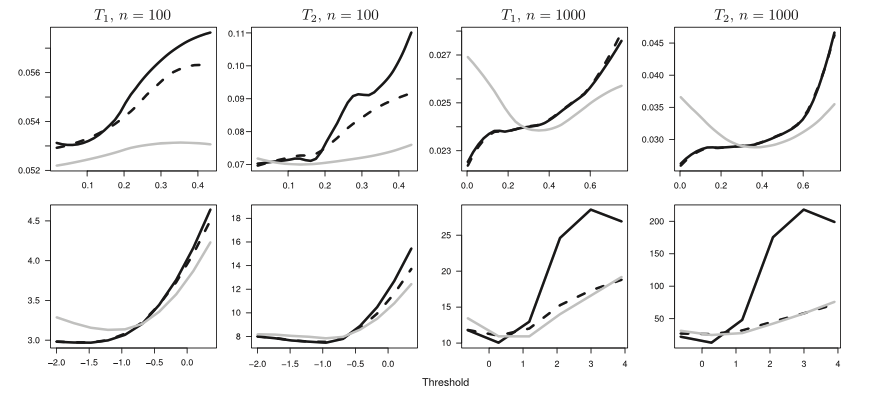 T₁, n = 100
T₂, n = 100
T₁, n = 1000
T₂, n = 1000
0.056
0.054
0.052
0.1 0.2 0.3 0.4
0.11
0.10
0.09
0.08
0.07
0.1 0.2 0.3 0.4
0.027
0.025
0.023
0.0 0.2 0.4 0.6
0.045
0.040
0.035
0.030
0.0 0.2 0.4 0.6
4.5
4.0
3.5
3.0
−2.0 −1.5 −1.0 −0.5 0.0
18
16
14
12
10
8
−2.0 −1.5 −1.0 −0.5 0.0
25
20
15
10
0 1 2 3 4
200
150
100
50
0 1 2 3 4
Threshold